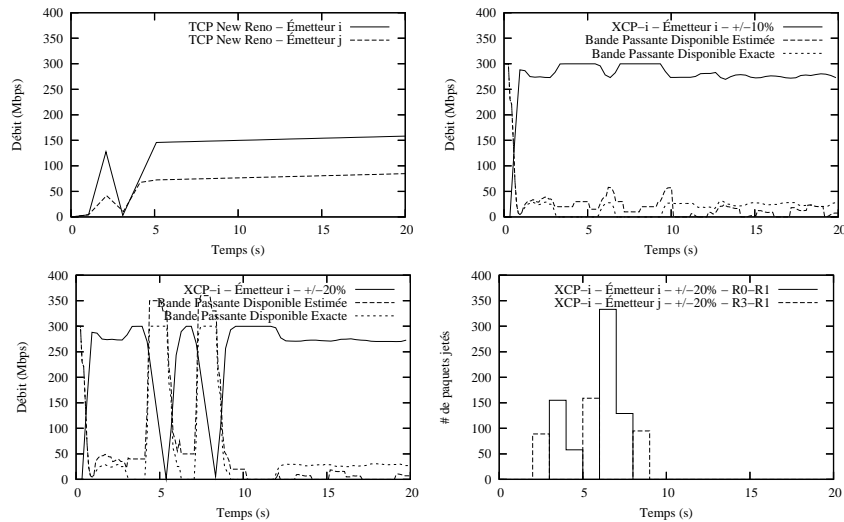 400
350
300
250
200
150
100
50
0
Débit (Mbps)
TCP New Reno – Émetteur i
TCP New Reno – Émetteur j
0 5 10 15 20
Temps (s)
400
350
300
250
200
150
100
50
0
Débit (Mbps)
XCP–i – Émetteur i – +/–10%
Bande Passante Disponible Estimée
Bande Passante Disponible Exacte
0 5 10 15 20
Temps (s)
400
350
300
250
200
150
100
50
0
Débit (Mbps)
XCP–i – Émetteur i – +/–20%
Bande Passante Disponible Estimée
Bande Passante Disponible Exacte
0 5 10 15 20
Temps (s)
400
350
300
250
200
150
100
50
0
# de paquets jetés
XCP–i – Émetteur i – +/–20% – R0–R1
XCP–i – Émetteur j – +/–20% – R3–R1
0 5 10 15 20
Temps (s)